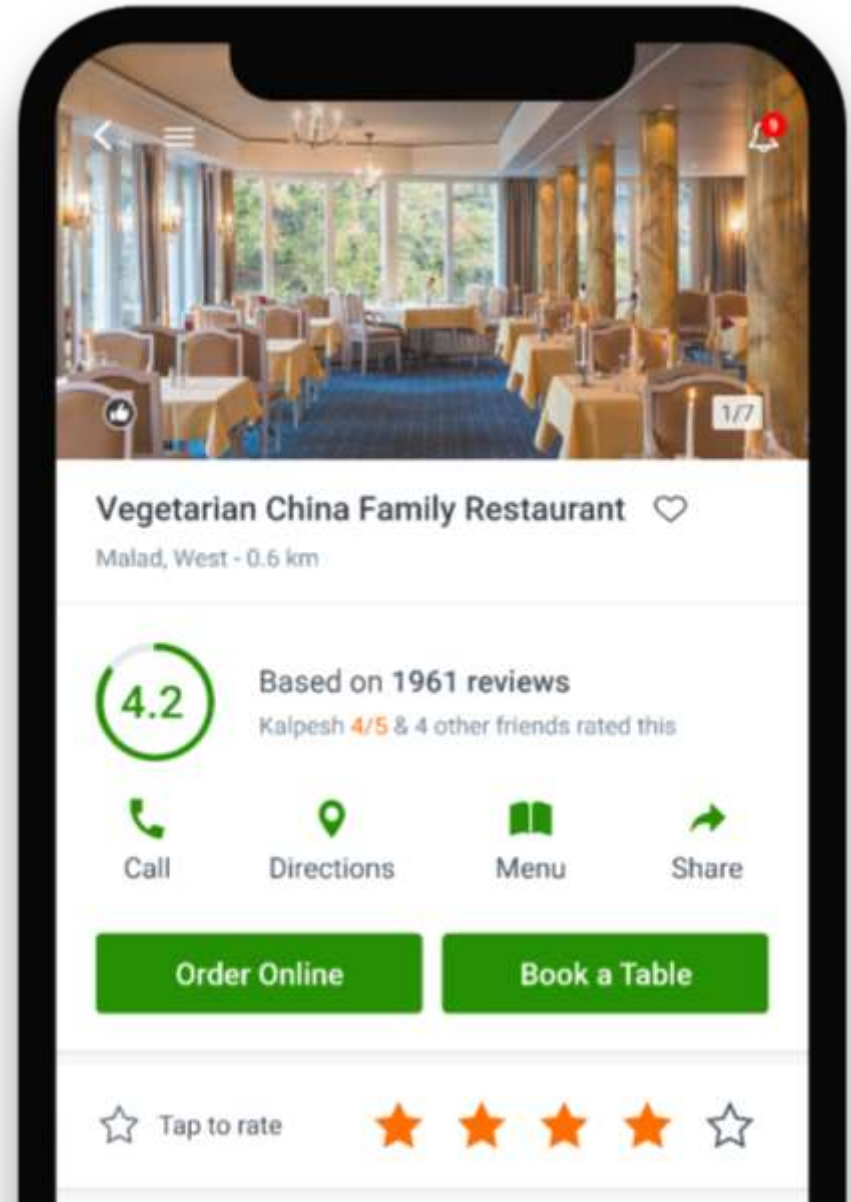 9
1/7
Vegetarian China Family Restaurant
Malad, West - 0.6 km
4.2
Based on 1961 reviews
Kalpesh 4/5 & 4 other friends rated this
Call Directions Menu Share
Order Online Book a Table
Tap to rate